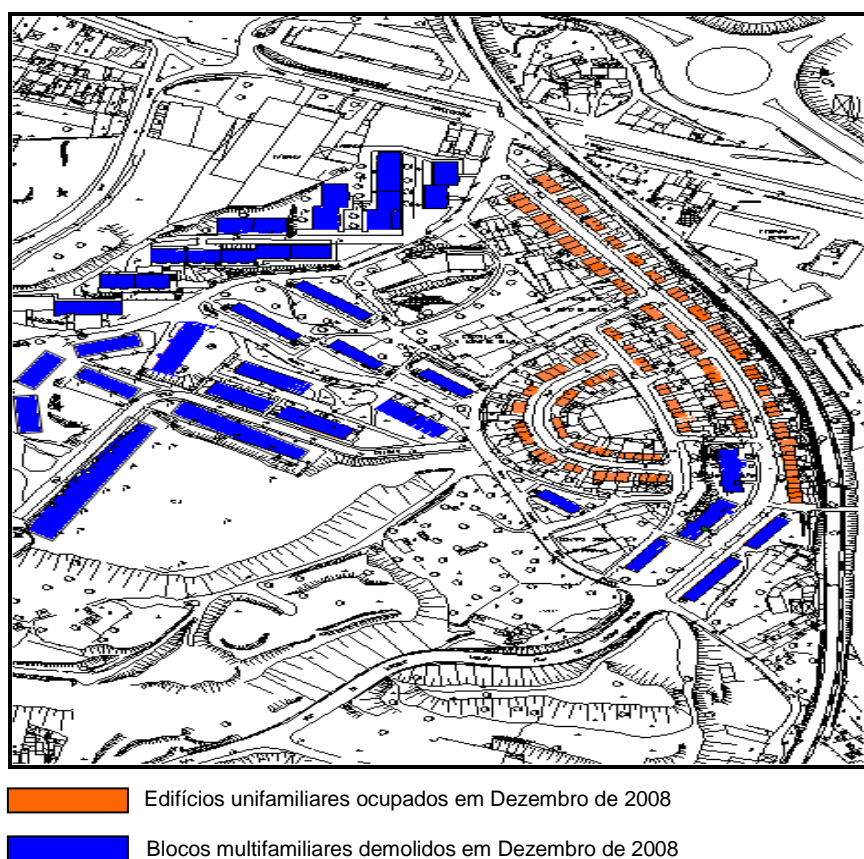 Edifícios unifamiliares ocupados em Dezembro de 2008
Blocos multifamiliares demolidos em Dezembro de 2008